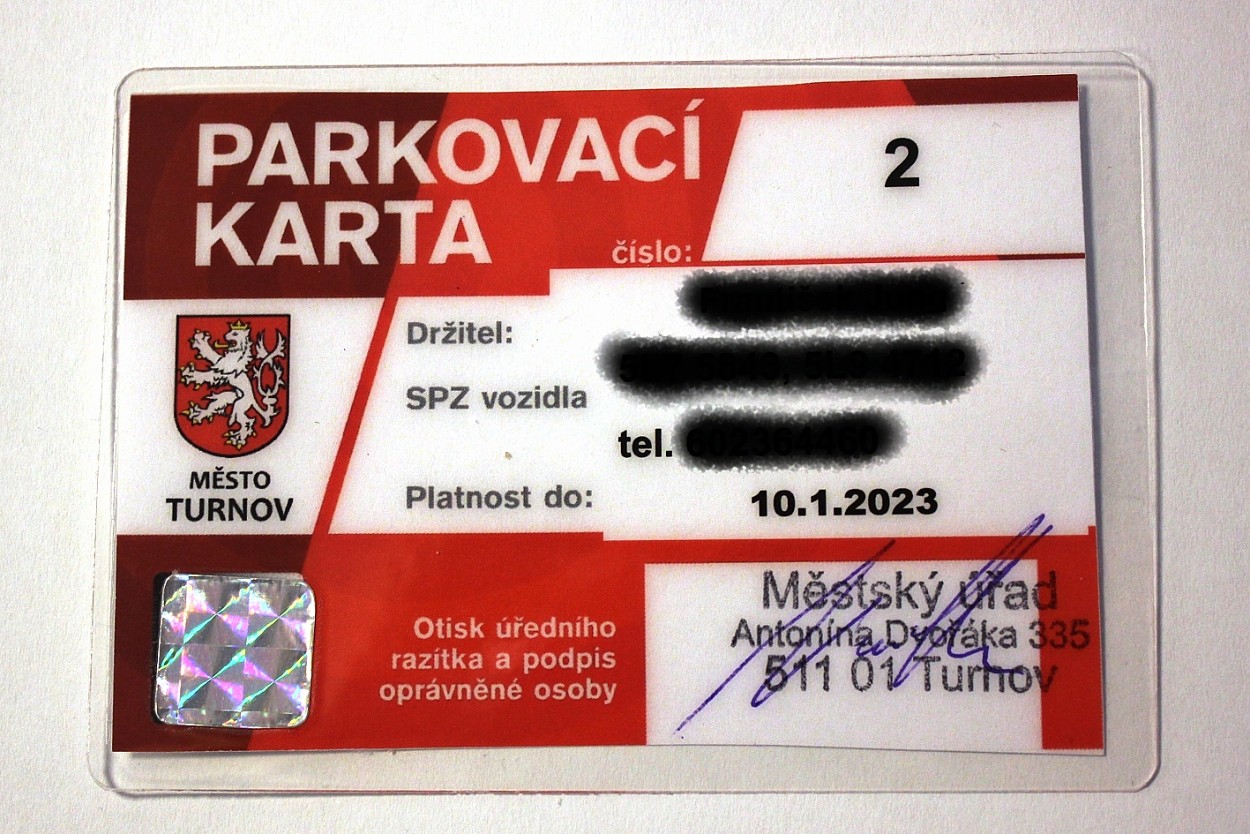 PARKOVACÍ
KARTA
číslo:
2
Držitel:
SPZ vozidla
tel.
Platnost do:
10.1.2023
MĚSTO
TURNOV
Otisk úředního
razítka a podpis
oprávněné osoby
Městský úřad
Antonína Dvořáka 335
511 01 Turnov